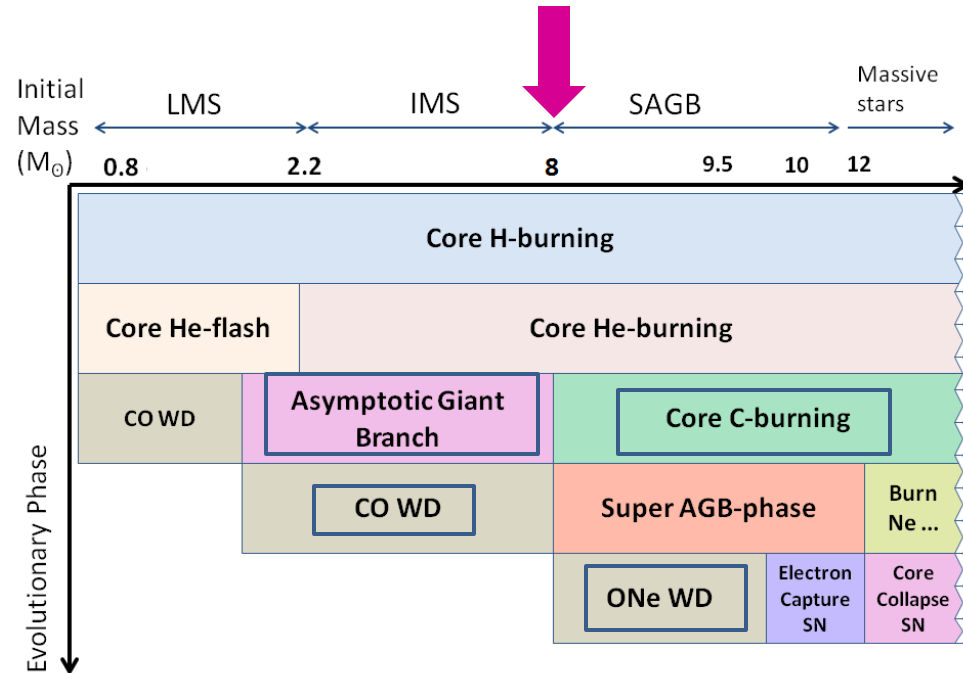 Initial
Mass
(M⊙)
LMS
IMS
SAGB
Massive
stars
0.8
2.2
8
9.5
10
12
Core H-burning
Core He-flash
Core He-burning
CO WD
Asymptotic Giant
Branch
Core C-burning
CO WD
Super AGB-phase
Burn
Ne ...
ONe WD
Electron
Capture
SN
Core
Collapse
SN
Evolutionary Phase